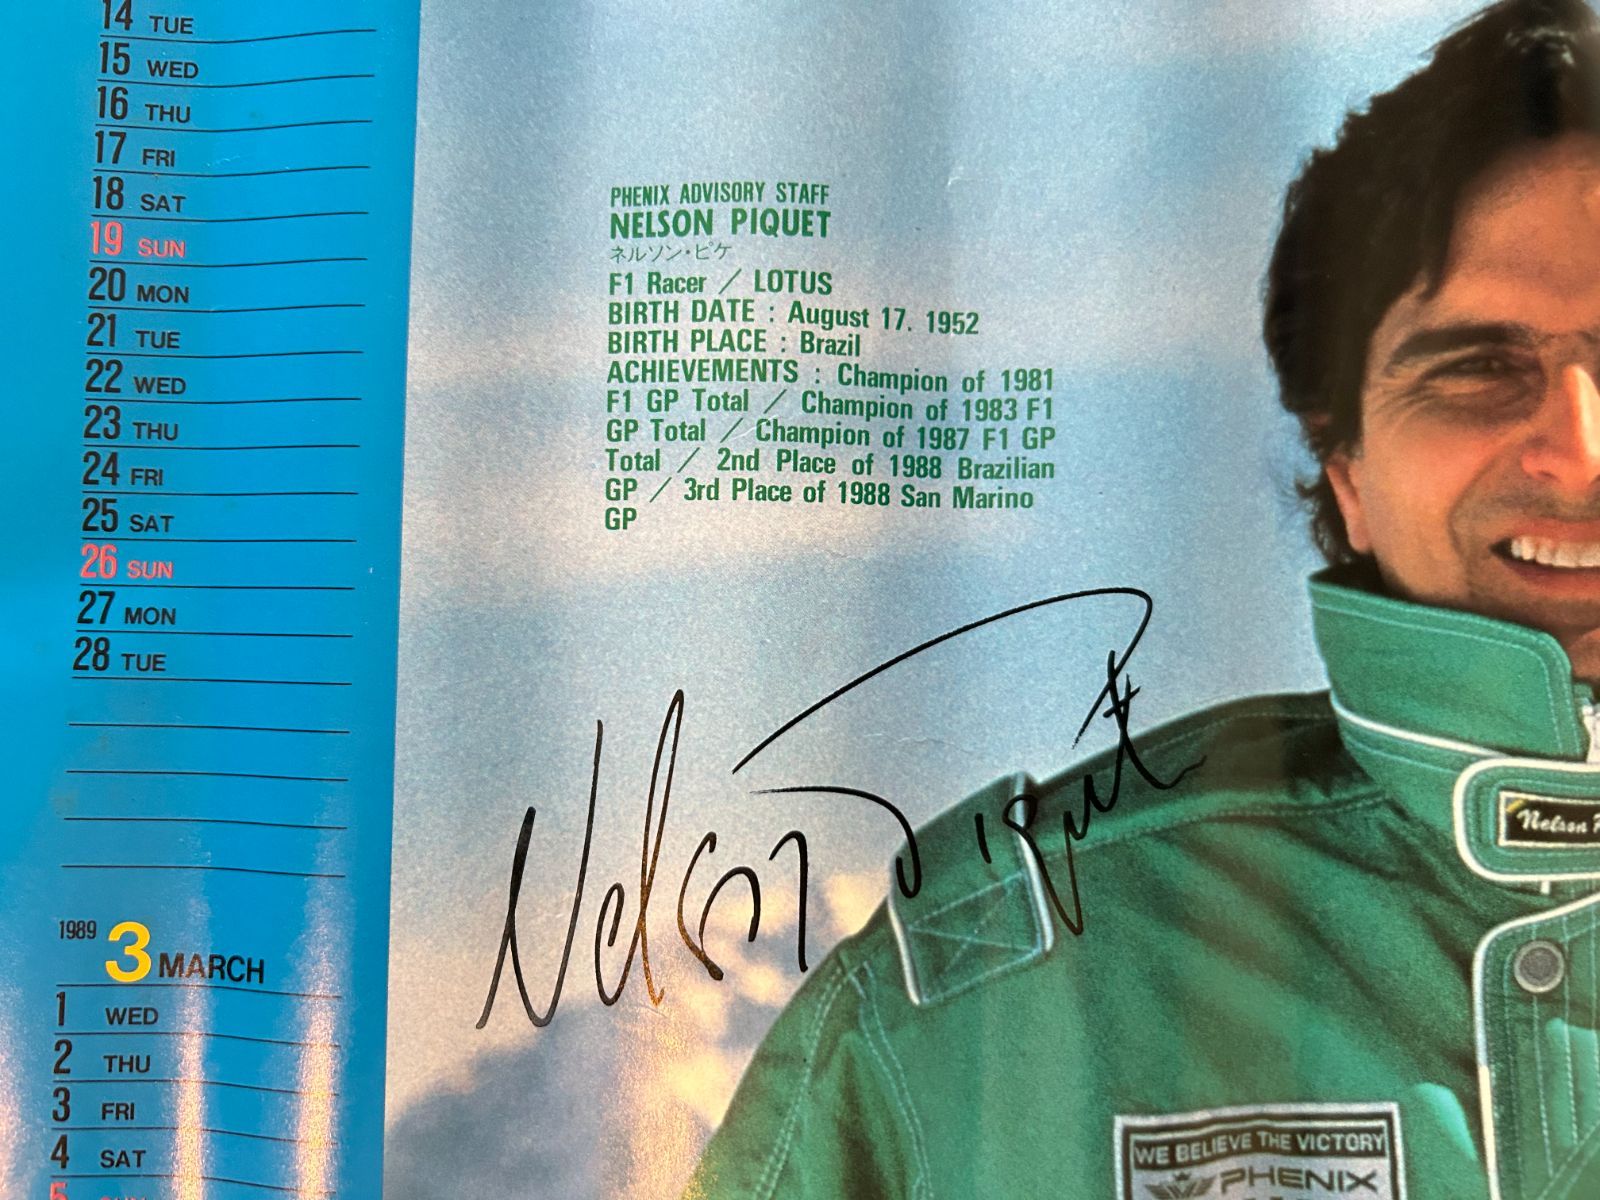 14 TUE
15 WED
16 THU
17 FRI
18 SAT
19 SUN
20 MON
21 TUE
22 WED
23 THU
24 FRI
25 SAT
26 SUN
27 MON
28 TUE
1989 3 MARCH
1 WED
2 THU
3 FRI
4 SAT
5 SUN
PHENIX ADVISORY STAFF
NELSON PIQUET
ネルソン・ピケ
F1 Racer / LOTUS
BIRTH DATE : August 17. 1952
BIRTH PLACE : Brazil
ACHIEVEMENTS : Champion of 1981
F1 GP Total / Champion of 1983 F1
GP Total / Champion of 1987 F1 GP
Total / 2nd Place of 1988 Brazilian
GP / 3rd Place of 1988 San Marino
GP
Nelson Piquet
Nelson
WE BELIEVE THE VICTORY
PHENIX